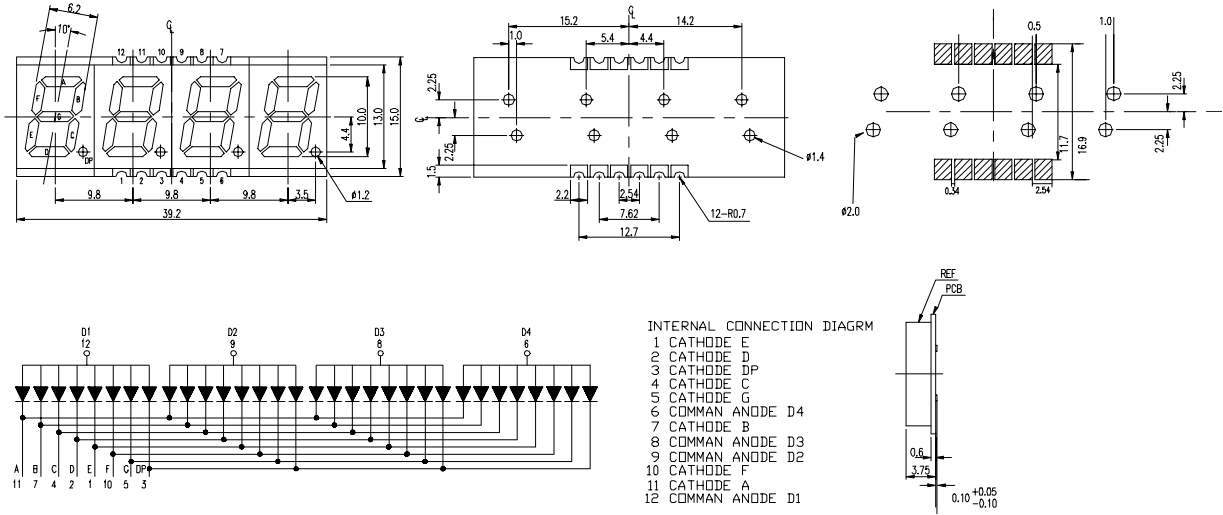 6.2
10°
℄
12 11 10 9 8 7
A
F B
G
E C
D
DP
1 2 3 4 5 6
4.4
10.0
13.0
15.0
ø1.2
9.8 9.8 9.8 3.5
39.2
℄
15.2 14.2
1.0 5.4 4.4
2.25
℄
2.25
1.5
ø1.4
2.2 2.54
7.62
12.7
12-R0.7
0.5 1.0
2.25
2.25
11.7
16.9
ø2.0
0.34 2.54
D1 D2 D3 D4
12 9 8 6
A B C D E F G DP
11 7 4 2 1 10 5 3
INTERNAL CONNECTION DIAGRM
1 CATHODE E
2 CATHODE D
3 CATHODE DP
4 CATHODE C
5 CATHODE G
6 COMMAN ANODE D4
7 CATHODE B
8 COMMAN ANODE D3
9 COMMAN ANODE D2
10 CATHODE F
11 CATHODE A
12 COMMAN ANODE D1
REF
PCB
0.6
3.75
0.10 +0.05
-0.10